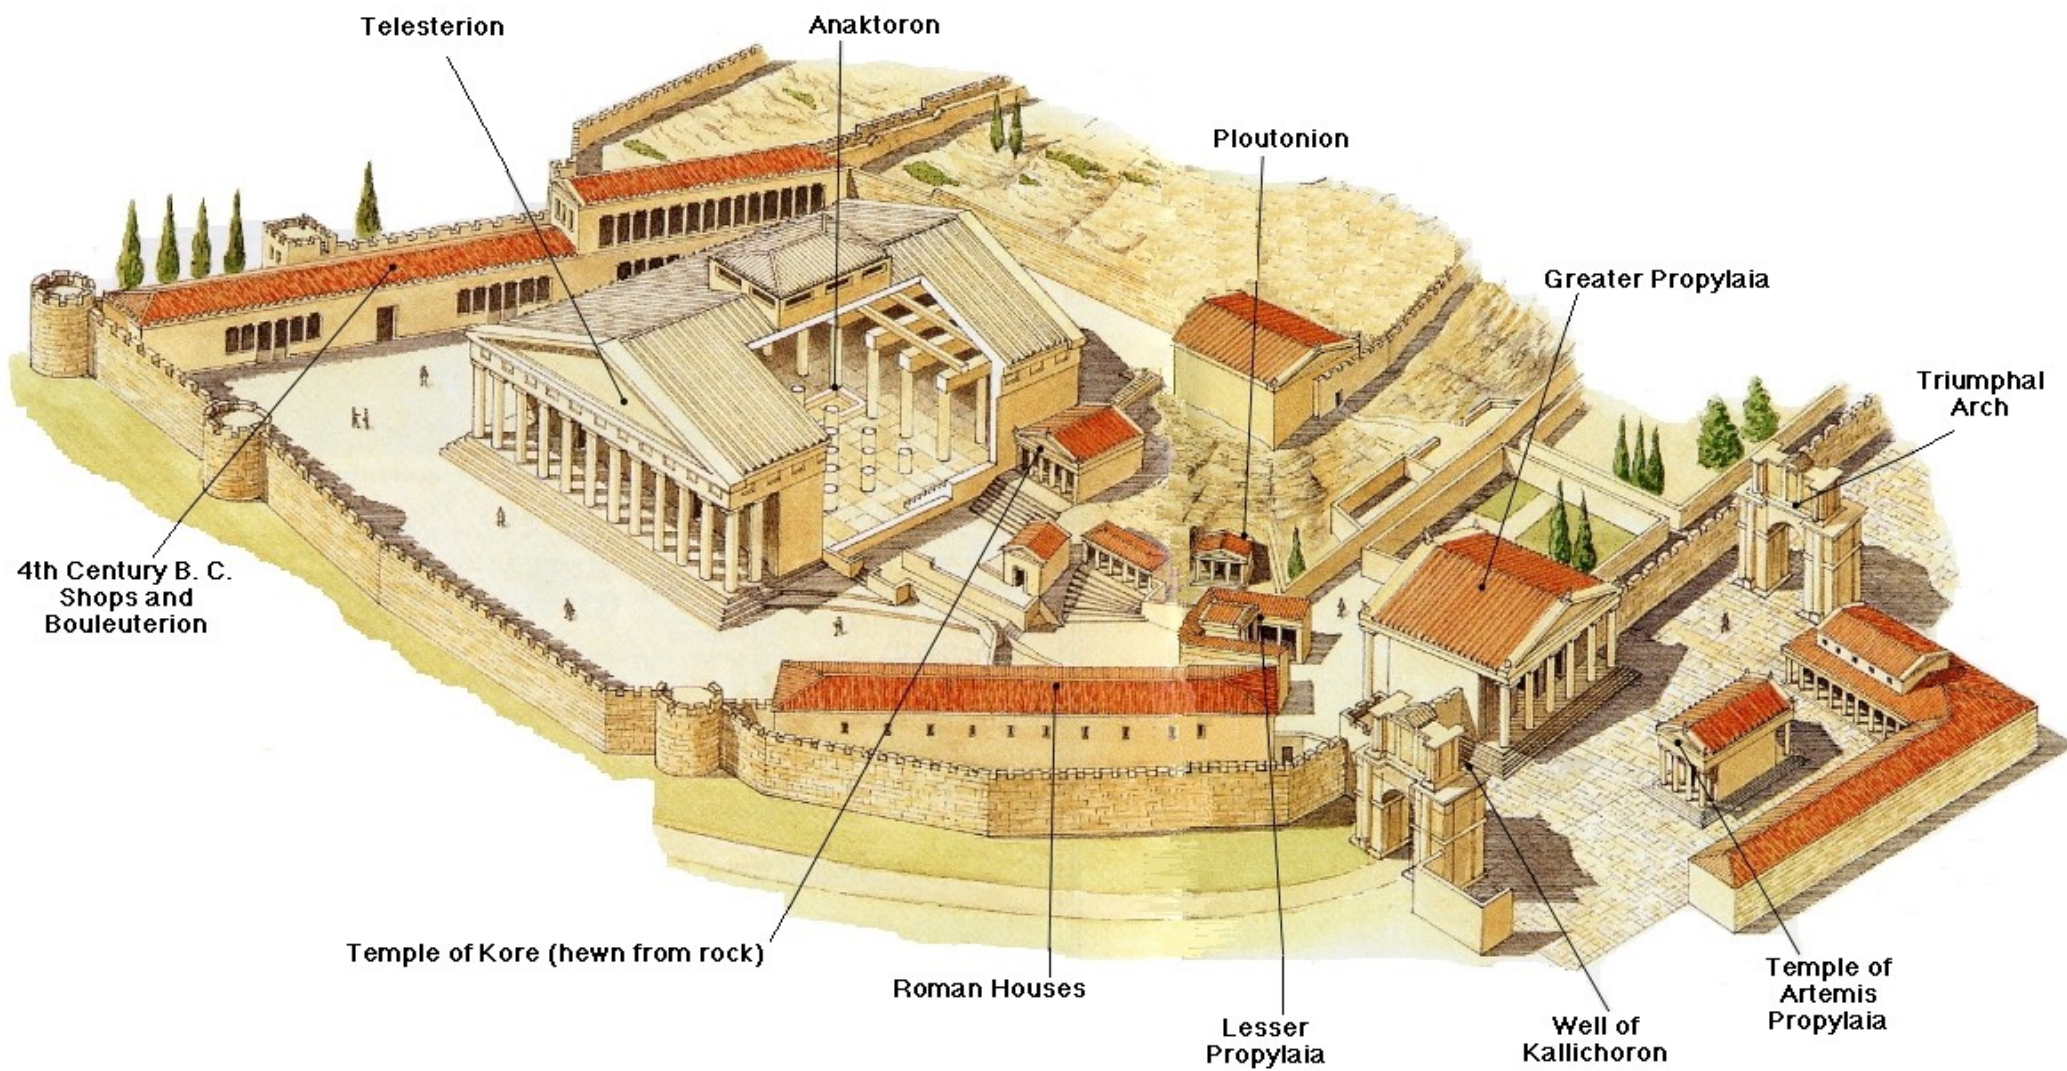 Telesterion
Anaktoron
Ploutonion
Greater Propylaia
Triumphal
Arch
4th Century B. C.
Shops and
Bouleuterion
Temple of Kore (hewn from rock)
Roman Houses
Lesser
Propylaia
Well of
Kallichoron
Temple of
Artemis
Propylaia